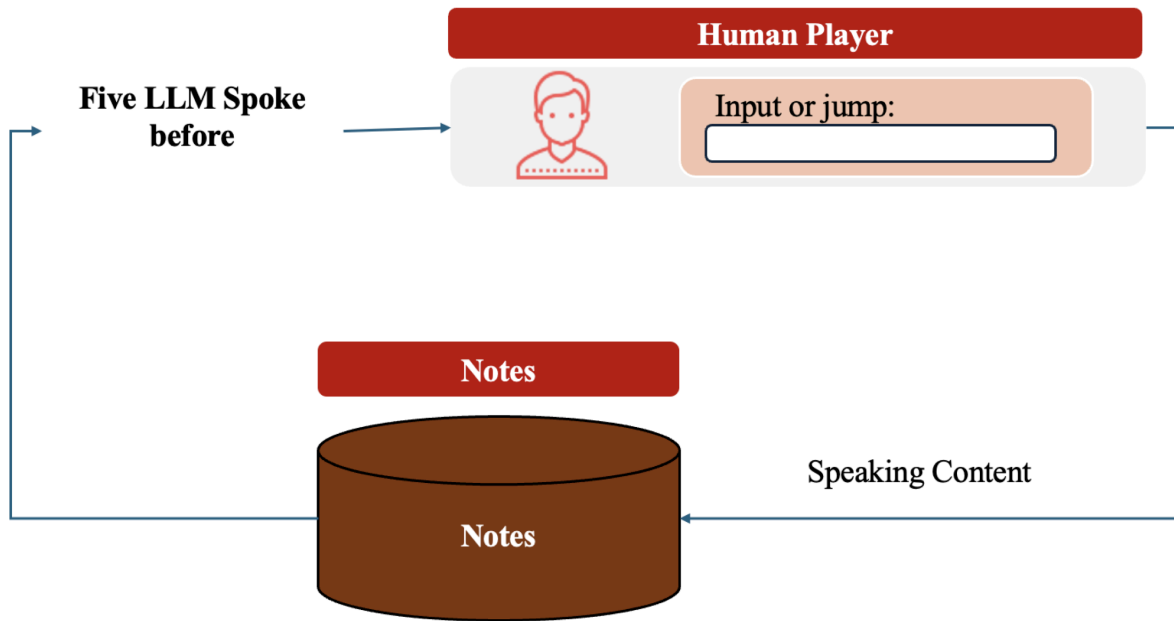 Human Player
Five LLM Spoke
before
Input or jump:
Notes
Speaking Content
Notes